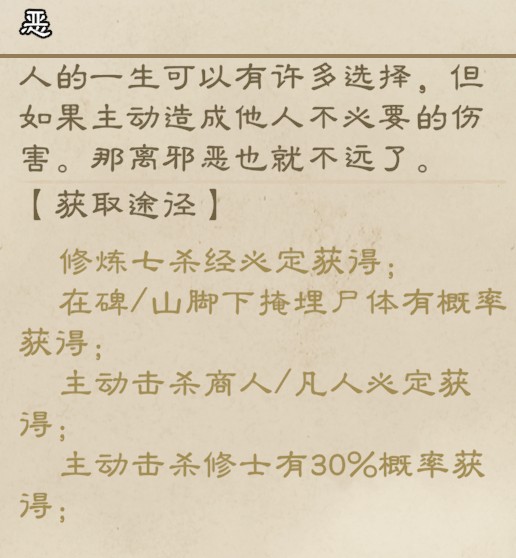 恶
人的一生可以有许多选择，但
如果主动造成他人不必要的伤
害。那离邪恶也就不远了。
【获取途径】
修炼七杀经必定获得；
在碑/山脚下掩埋尸体有概率
获得；
主动击杀商人/凡人必定获
得；
主动击杀修士有30%概率获
得；